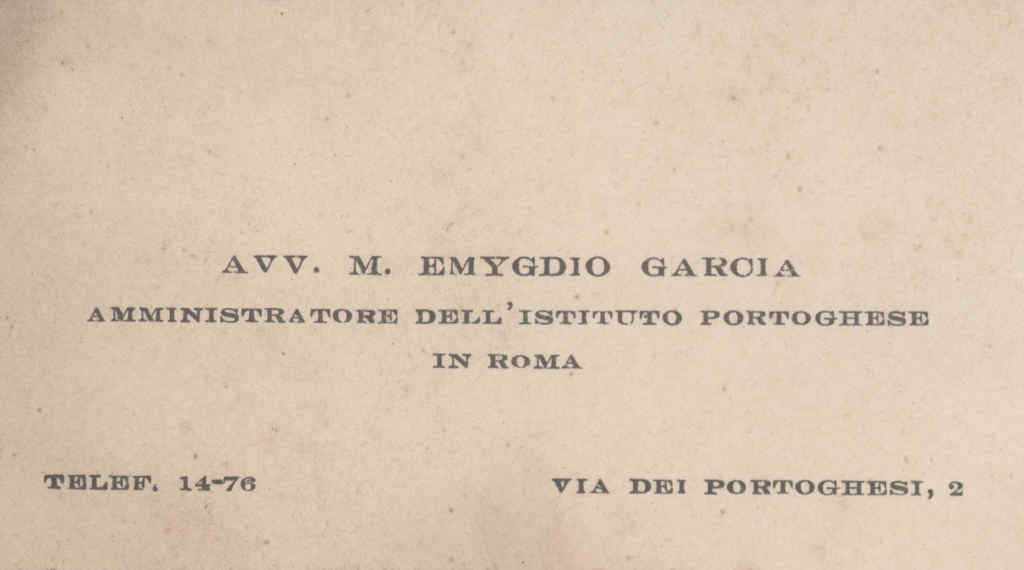 AVV. M. EMYGDIO GARCIA
AMMINISTRATORE DELL'ISTITUTO PORTOGHESE
IN ROMA
TELEF. 14-76
VIA DEI PORTOGHESI, 2